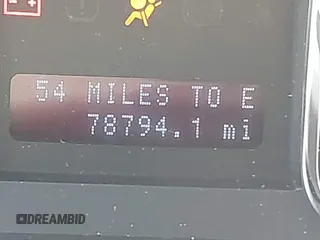 54 MILES TO E
78794.1 mi
DREAMBID